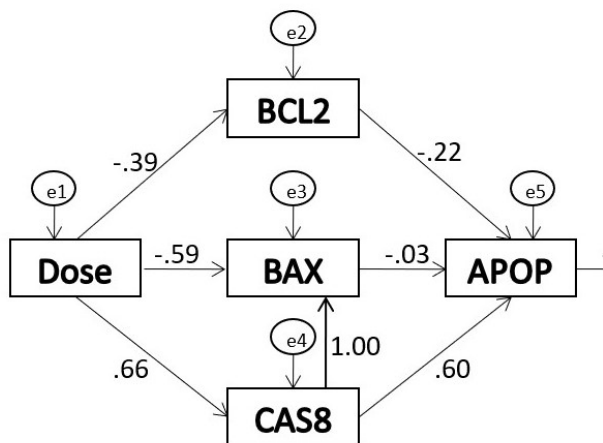 e2
BCL2
-.39
-.22
e1
e3
e5
Dose
-.59
BAX
-.03
APOP
e4
1.00
.66
.60
CAS8